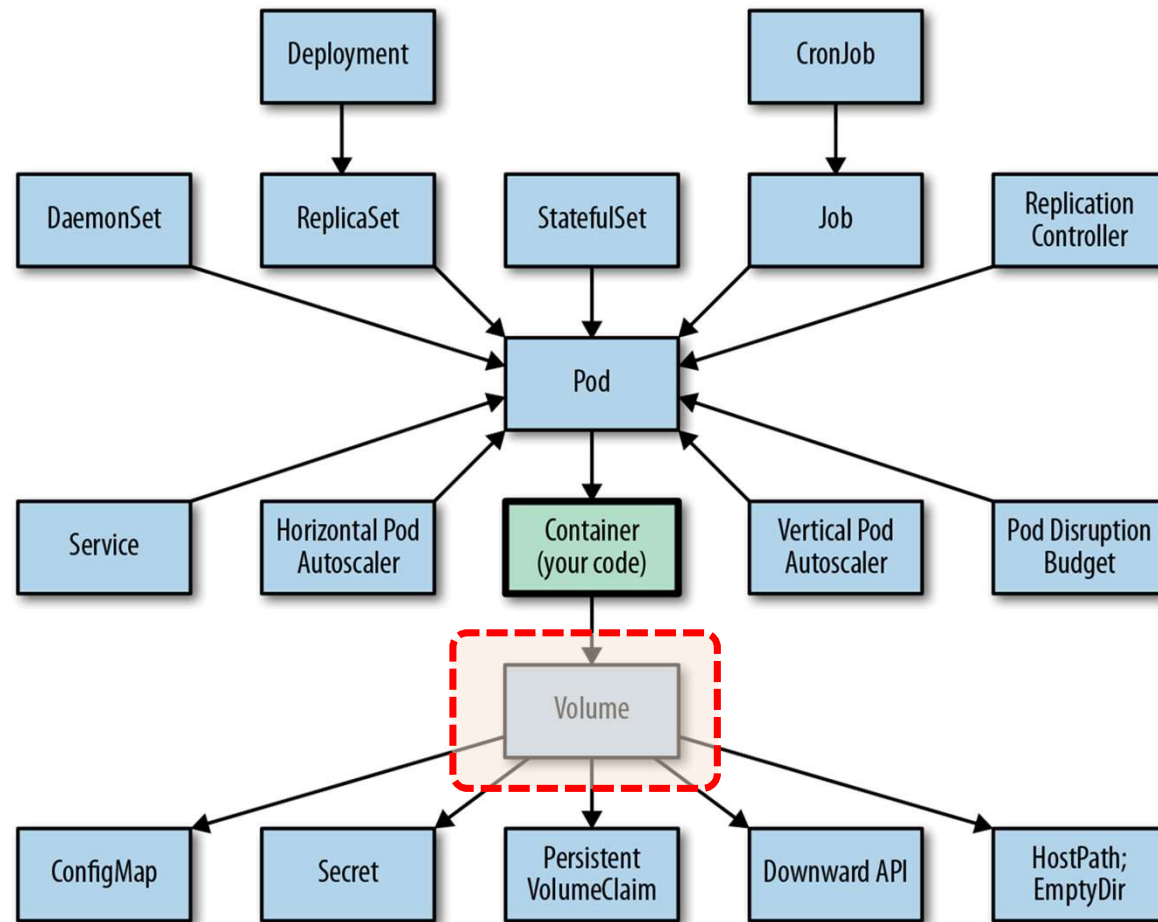 Deployment
CronJob
DaemonSet
ReplicaSet
StatefulSet
Job
Replication
Controller
Pod
Service
Horizontal Pod
Autoscaler
Container
(your code)
Vertical Pod
Autoscaler
Pod Disruption
Budget
Volume
ConfigMap
Secret
Persistent
VolumeClaim
Downward API
HostPath;
EmptyDir